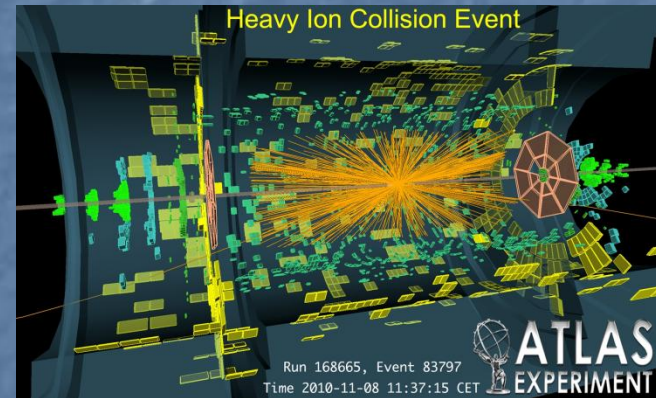 Heavy Ion Collision Event
Run 168665, Event 83797
Time 2010-11-08 11:37:15 CET
ATLAS
EXPERIMENT